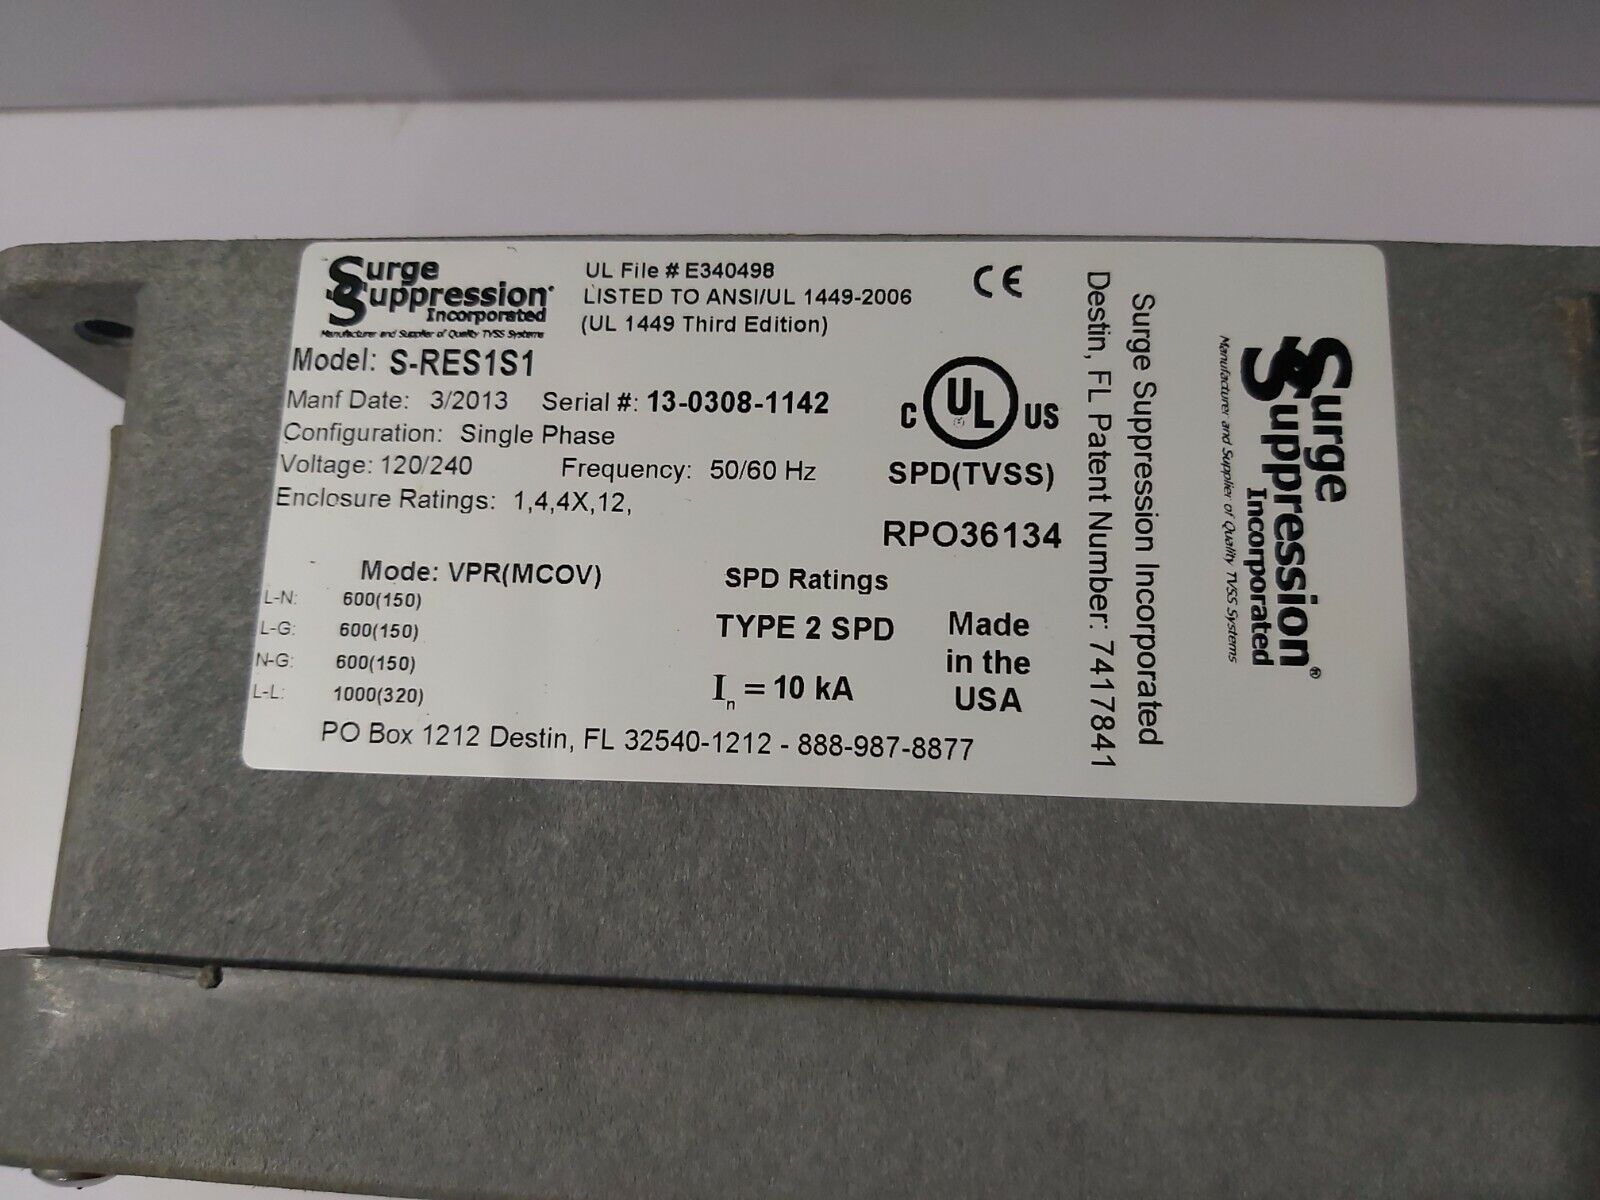 Surge
Suppression®
Incorporated
Manufacturer and Supplier of Quality TVSS Systems
UL File # E340498
LISTED TO ANSI/UL 1449-2006
(UL 1449 Third Edition)
CE
Model: S-RES1S1
Manf Date: 3/2013 Serial #: 13-0308-1142
Configuration: Single Phase
Voltage: 120/240 Frequency: 50/60 Hz
Enclosure Ratings: 1,4,4X,12,
C UL US
SPD(TVSS)
RPO36134
Mode: VPR(MCOV)
L-N: 600(150)
L-G: 600(150)
N-G: 600(150)
L-L: 1000(320)
SPD Ratings
TYPE 2 SPD
In = 10 kA
Made
in the
USA
PO Box 1212 Destin, FL 32540-1212 - 888-987-8877
Surge Suppression Incorporated
Destin, FL Patent Number: 7417841
Surge
Suppression®
Incorporated
Manufacturer and Supplier of Quality TVSS Systems